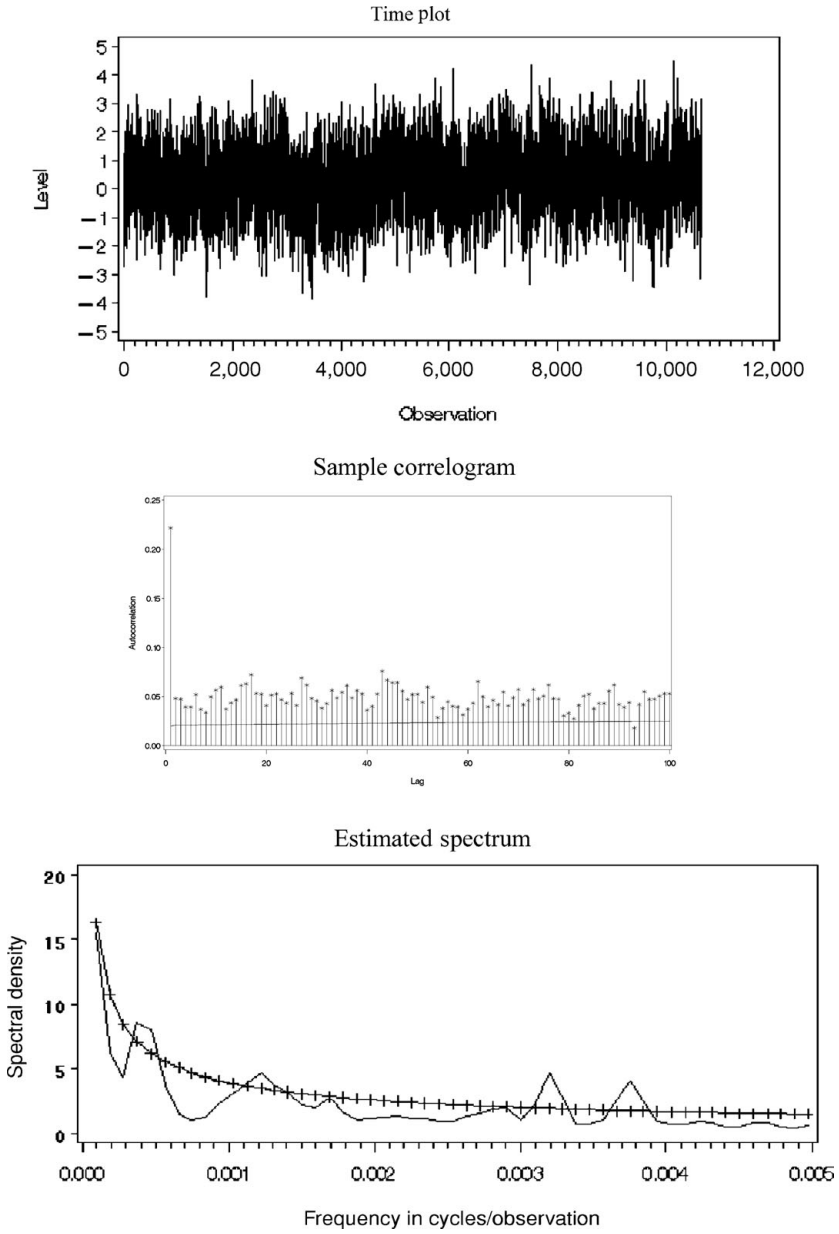 Time plot
5
4
3
2
1
0
−1
−2
−3
−4
−5
Level
0 2,000 4,000 6,000 8,000 10,000 12,000
Observation
Sample correlogram
0.25
0.20
0.15
0.10
0.05
0.00
Autocorrelation
0 20 40 60 80 100
Lag
Estimated spectrum
20
15
10
5
0
Spectral density
0.000 0.001 0.002 0.003 0.004 0.005
Frequency in cycles/observation